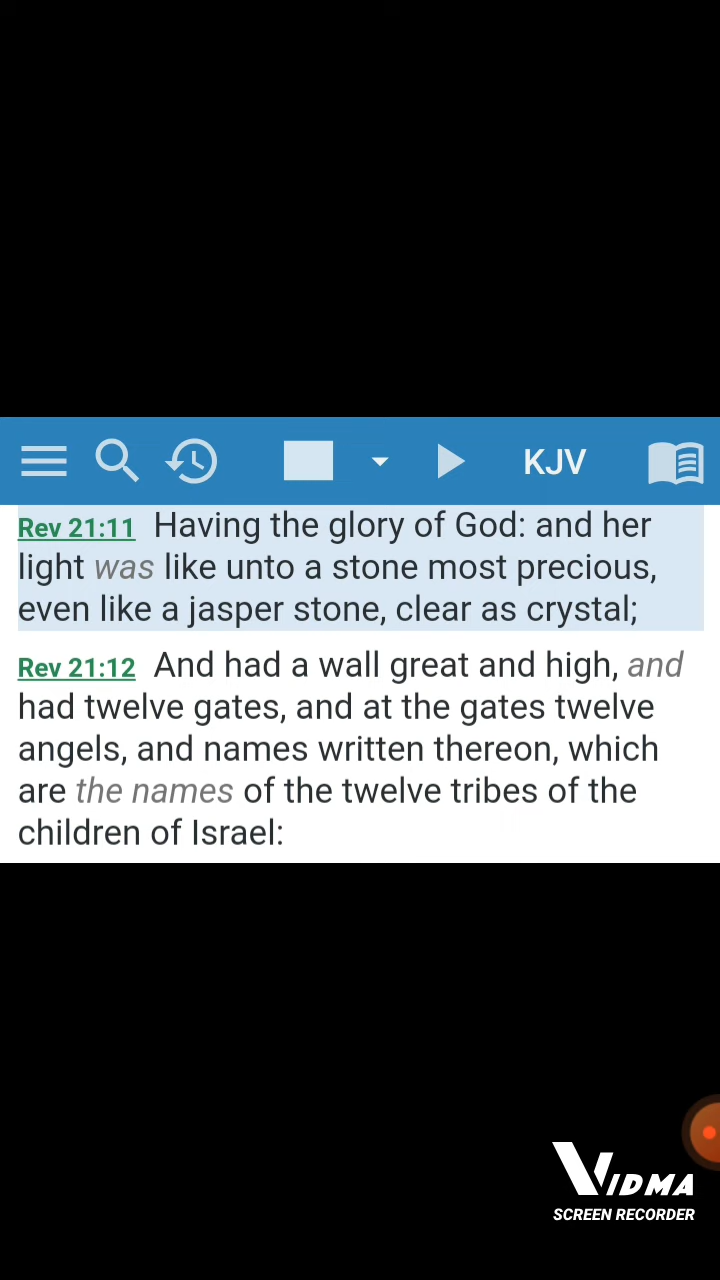 KJV
Rev 21:11 Having the glory of God: and her
light was like unto a stone most precious,
even like a jasper stone, clear as crystal;
Rev 21:12 And had a wall great and high, and
had twelve gates, and at the gates twelve
angels, and names written thereon, which
are the names of the twelve tribes of the
children of Israel:
VIDMA
SCREEN RECORDER